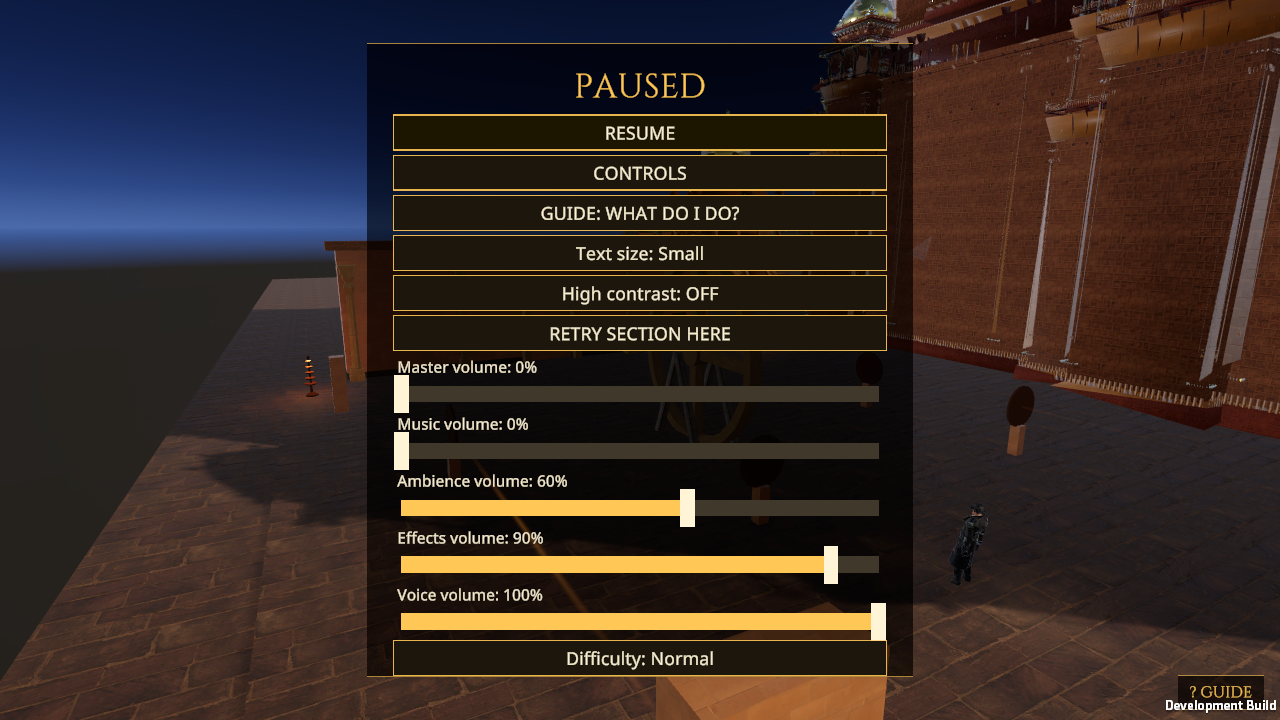 PAUSED
RESUME
CONTROLS
GUIDE: WHAT DO I DO?
Text size: Small
High contrast: OFF
RETRY SECTION HERE
Master volume: 0%
Music volume: 0%
Ambience volume: 60%
Effects volume: 90%
Voice volume: 100%
Difficulty: Normal
? GUIDE
Development Build